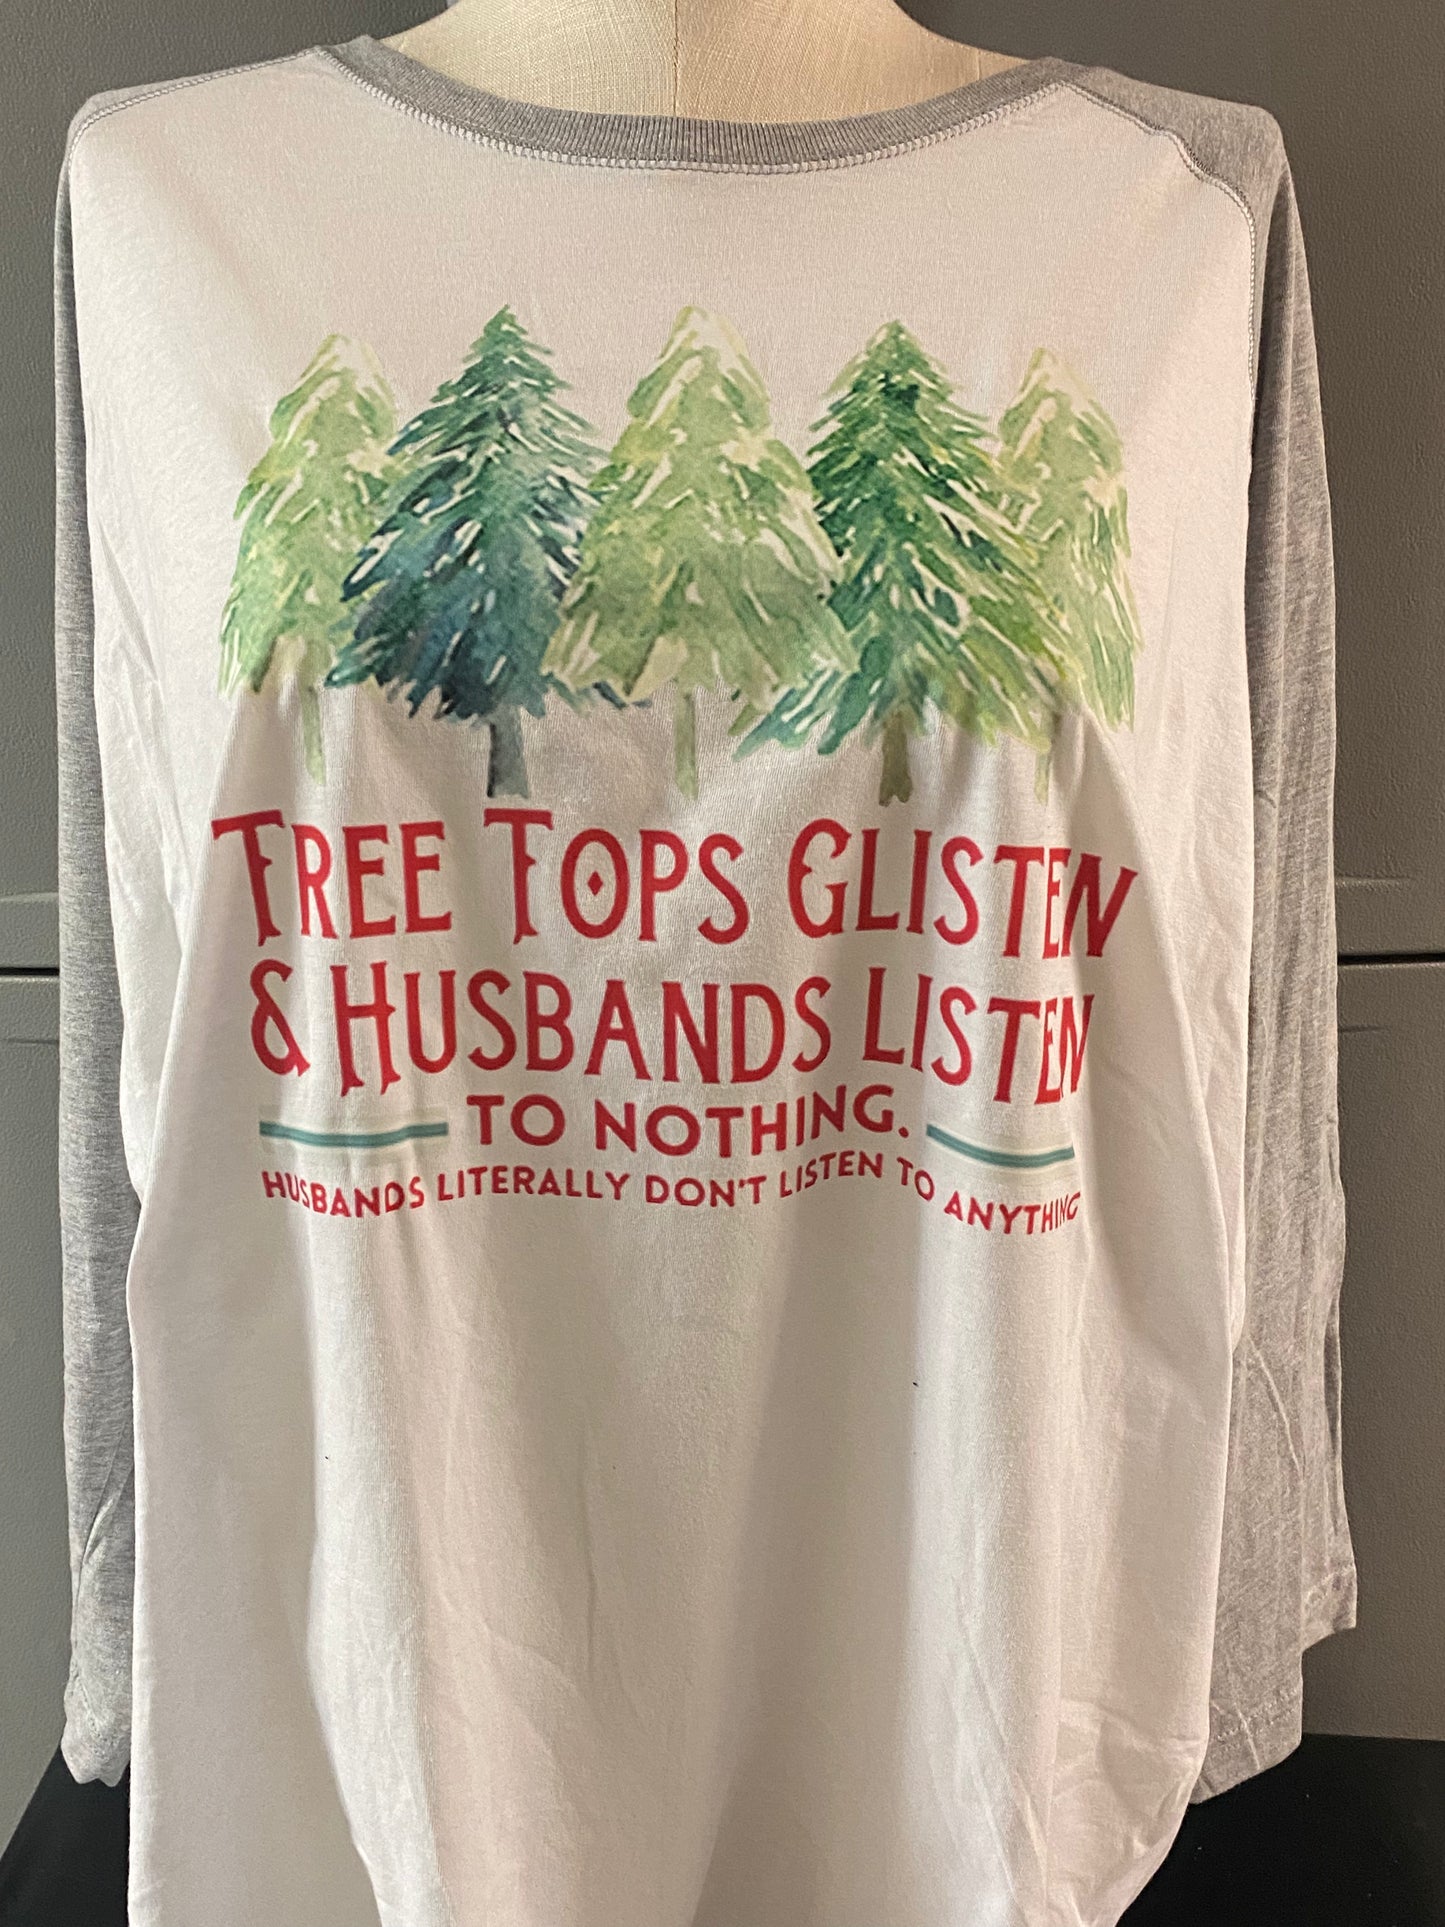 TREE TOPS GLISTEN
& HUSBANDS LISTEN
TO NOTHING.
HUSBANDS LITERALLY DON'T LISTEN TO ANYTHING